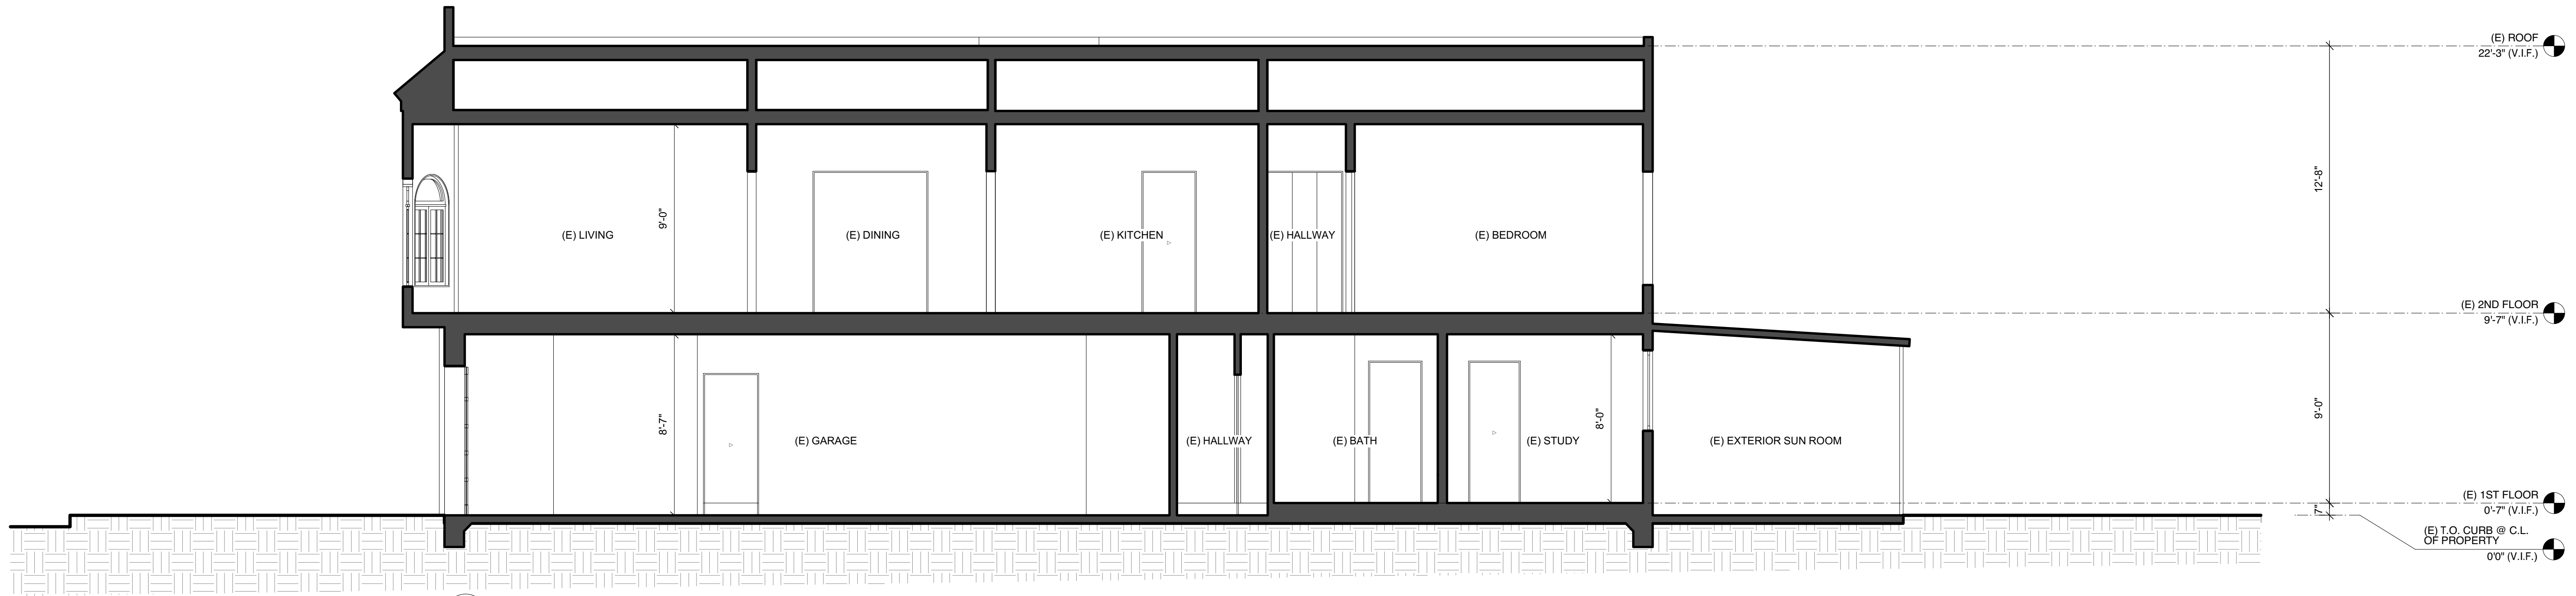 (E) ROOF
22'-3" (V.I.F.)
12'-8"
9'-0"
(E) LIVING
(E) DINING
(E) KITCHEN
(E) HALLWAY
(E) BEDROOM
(E) 2ND FLOOR
9'-7" (V.I.F.)
8'-7"
8'-0"
9'-0"
(E) GARAGE
(E) HALLWAY
(E) BATH
(E) STUDY
(E) EXTERIOR SUN ROOM
(E) 1ST FLOOR
0'-7" (V.I.F.)
7"
(E) T.O. CURB @ C.L.
OF PROPERTY
0'0" (V.I.F.)